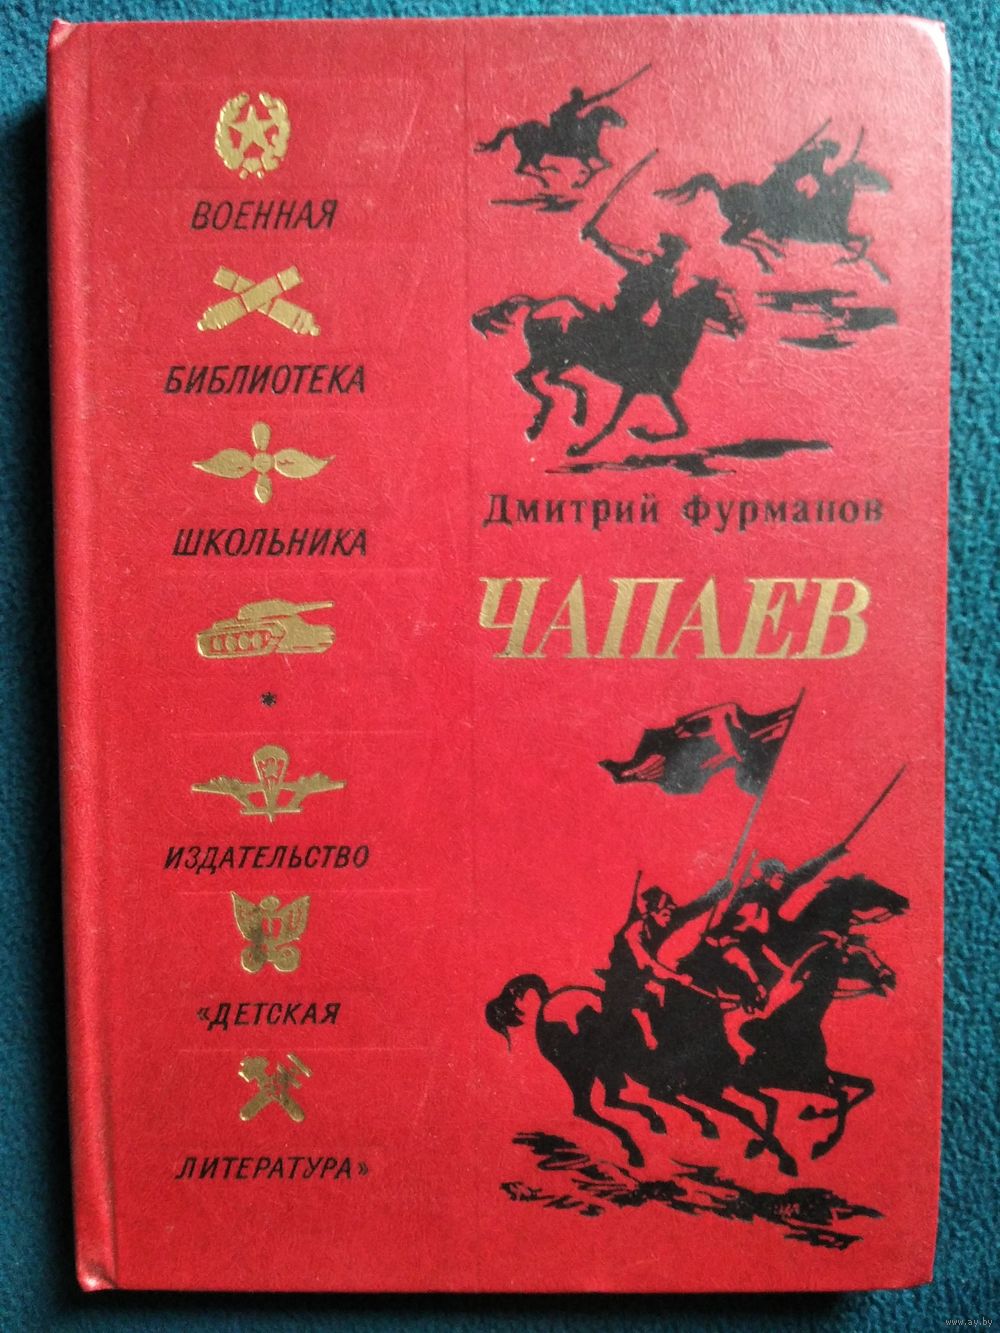 ВОЕННАЯ
БИБЛИОТЕКА
ШКОЛЬНИКА
*
ИЗДАТЕЛЬСТВО
«ДЕТСКАЯ
ЛИТЕРАТУРА»
Дмитрий Фурманов
ЧАПАЕВ
www.ay.by